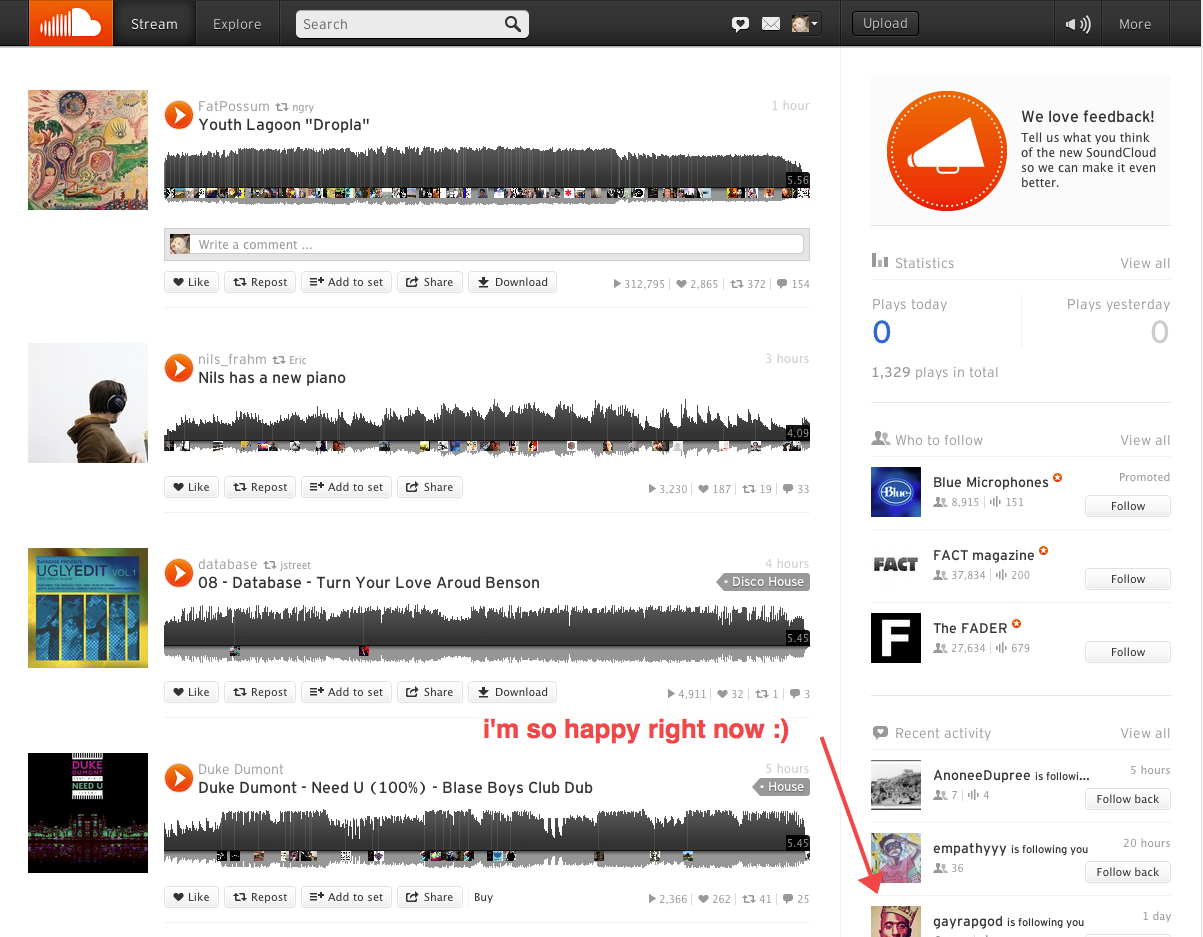 Stream
Explore
Search
Upload
More
FatPossum ngry
1 hour
Youth Lagoon "Dropla"
5.56
Write a comment ...
Like
Repost
Add to set
Share
Download
312,795
2,865
372
154
nils_frahm Eric
3 hours
Nils has a new piano
4.09
Like
Repost
Add to set
Share
3,230
187
19
33
DATABASE PRESENTS
UGLYEDIT VOL.1
database jstreet
4 hours
08 - Database - Turn Your Love Aroud Benson
Disco House
5.45
Like
Repost
Add to set
Share
Download
4,911
32
1
3
i'm so happy right now :)
DUKE
DUMONT
NEED U
Duke Dumont
5 hours
Duke Dumont - Need U (100%) - Blase Boys Club Dub
House
5.45
Like
Repost
Add to set
Share
Buy
2,366
262
41
25
We love feedback!
Tell us what you think
of the new SoundCloud
so we can make it even
better.
Statistics
View all
Plays today
Plays yesterday
0
0
1,329 plays in total
Who to follow
View all
Blue
Blue Microphones
Promoted
8,915
151
Follow
FACT
FACT magazine
37,834
200
Follow
F
The FADER
27,634
679
Follow
Recent activity
View all
AnoneeDupree is followi...
5 hours
7
4
Follow back
empathyyy is following you
20 hours
36
Follow back
gayrapgod is following you
1 day